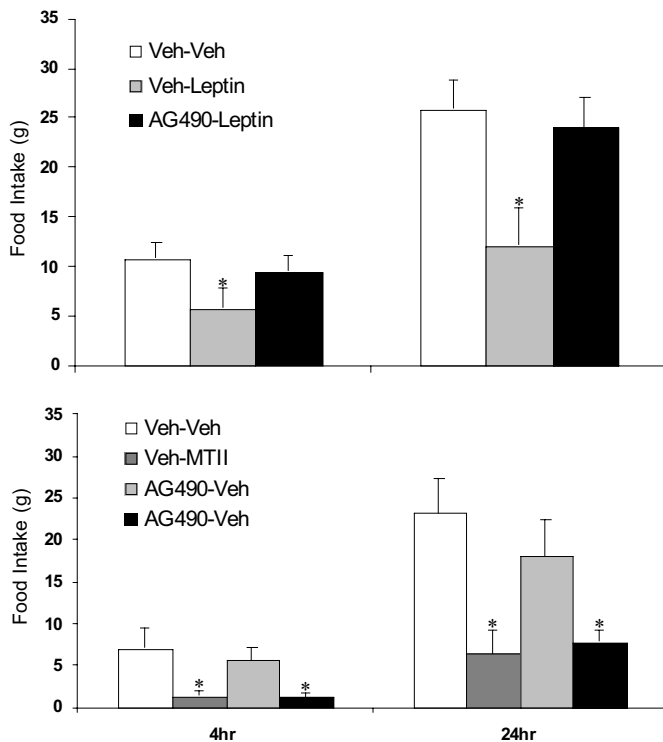 35
30
25
20
15
10
5
0
Food Intake (g)
Veh-Veh
Veh-Leptin
AG490-Leptin
*
*
35
30
25
20
15
10
5
0
Food Intake (g)
Veh-Veh
Veh-MTII
AG490-Veh
AG490-Veh
*
*
*
*
4hr
24hr